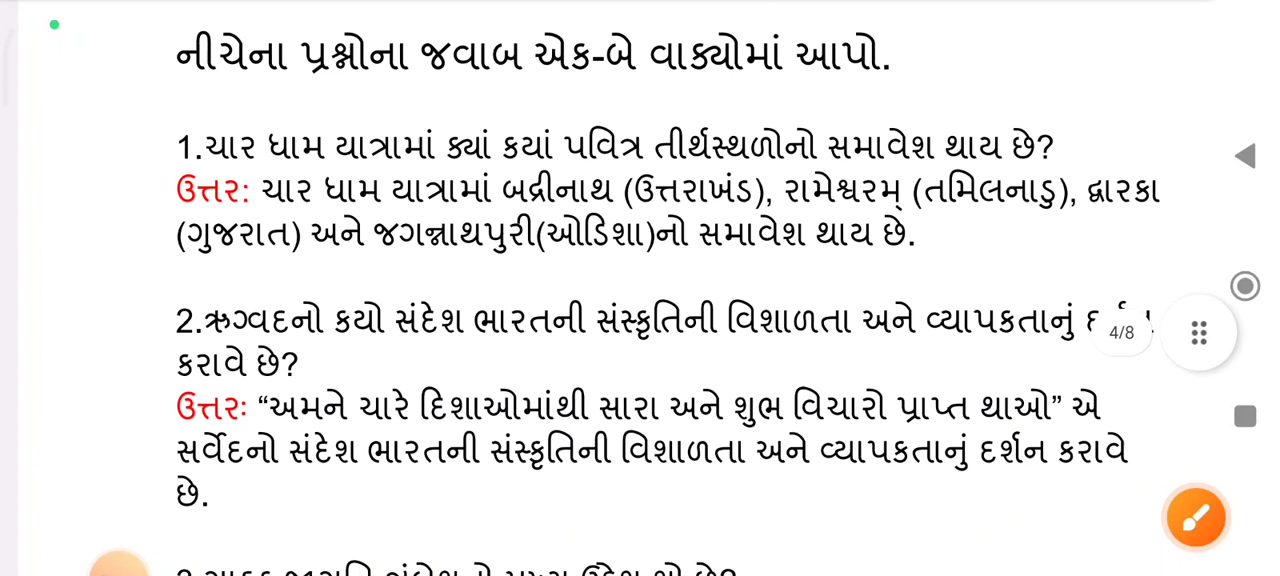 નીચેના પ્રશ્નોના જવાબ એક-બે વાક્યોમાં આપો.
1.ચાર ધામ યાત્રામાં ક્યાં કયાં પવિત્ર તીર્થસ્થળોનો સમાવેશ થાય છે?
ઉત્તર: ચાર ધામ યાત્રામાં બદ્રીનાથ (ઉત્તરાખંડ), રામેશ્વરમ્ (તમિલનાડુ), દ્વારકા
(ગુજરાત) અને જગન્નાથપુરી(ઓડિશા)નો સમાવેશ થાય છે.
2.ઋગ્વદનો કયો સંદેશ ભારતની સંસ્કૃતિની વિશાળતા અને વ્યાપકતાનું
4/8
કરાવે છે?
ઉત્તરઃ “અમને ચારે દિશાઓમાંથી સારા અને શુભ વિચારો પ્રાપ્ત થાઓ” એ
સર્વેદનો સંદેશ ભારતની સંસ્કૃતિની વિશાળતા અને વ્યાપકતાનું દર્શન કરાવે
છે.